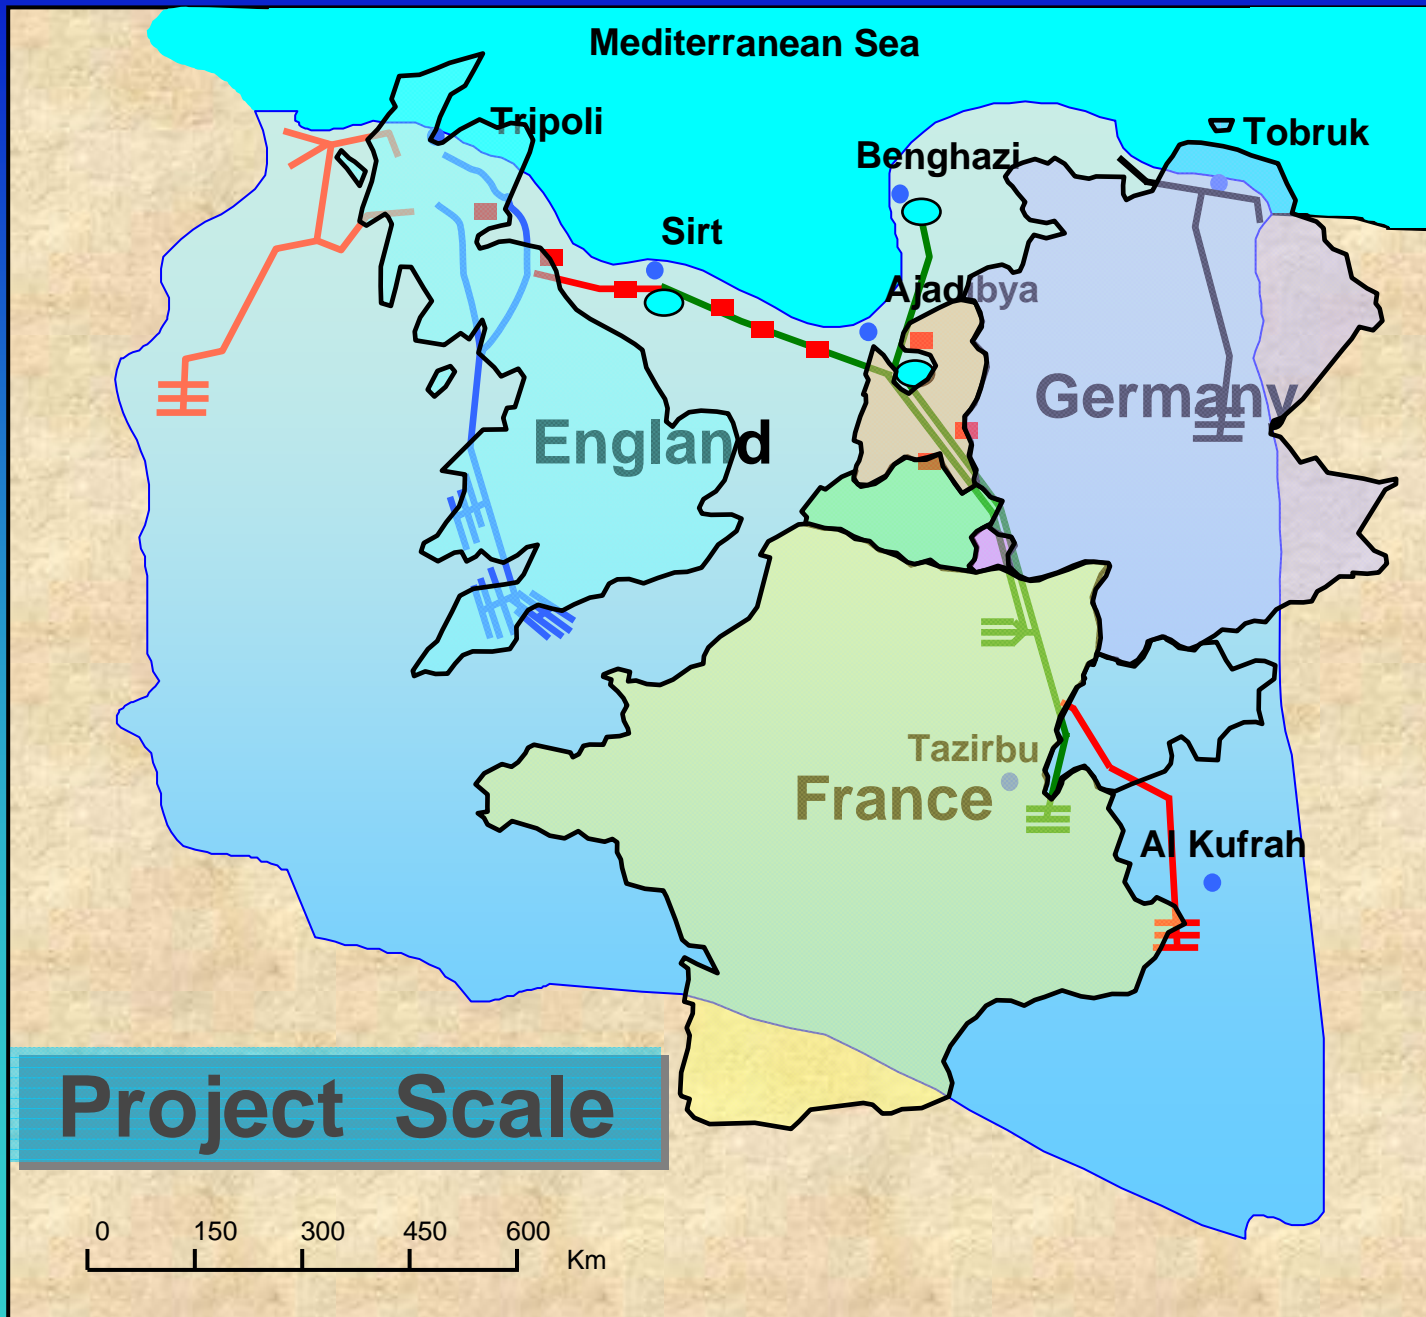 Mediterranean Sea
Tripoli
Tobruk
Benghazi
Sirt
Ajadibya
Germany
England
Tazirbu
France
Al Kufrah
Project Scale
0 150 300 450 600
Km